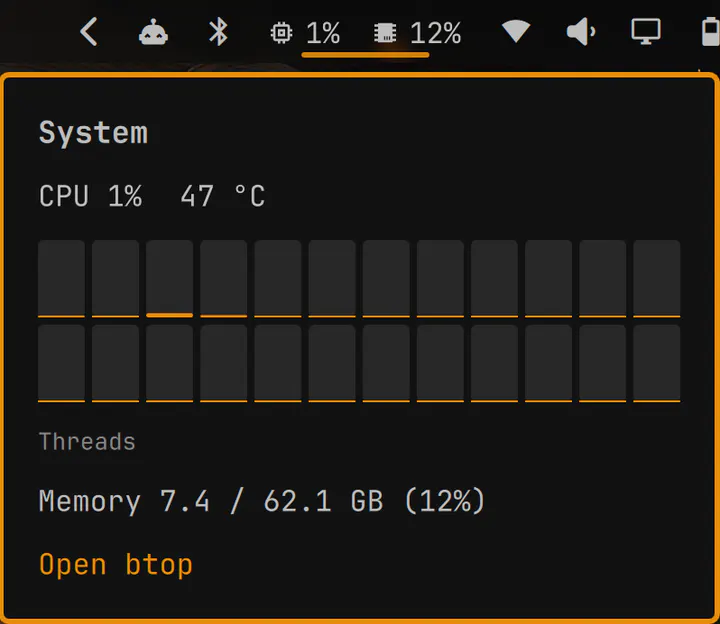 1% 12%
System
CPU 1% 47 °C
Threads
Memory 7.4 / 62.1 GB (12%)
Open btop